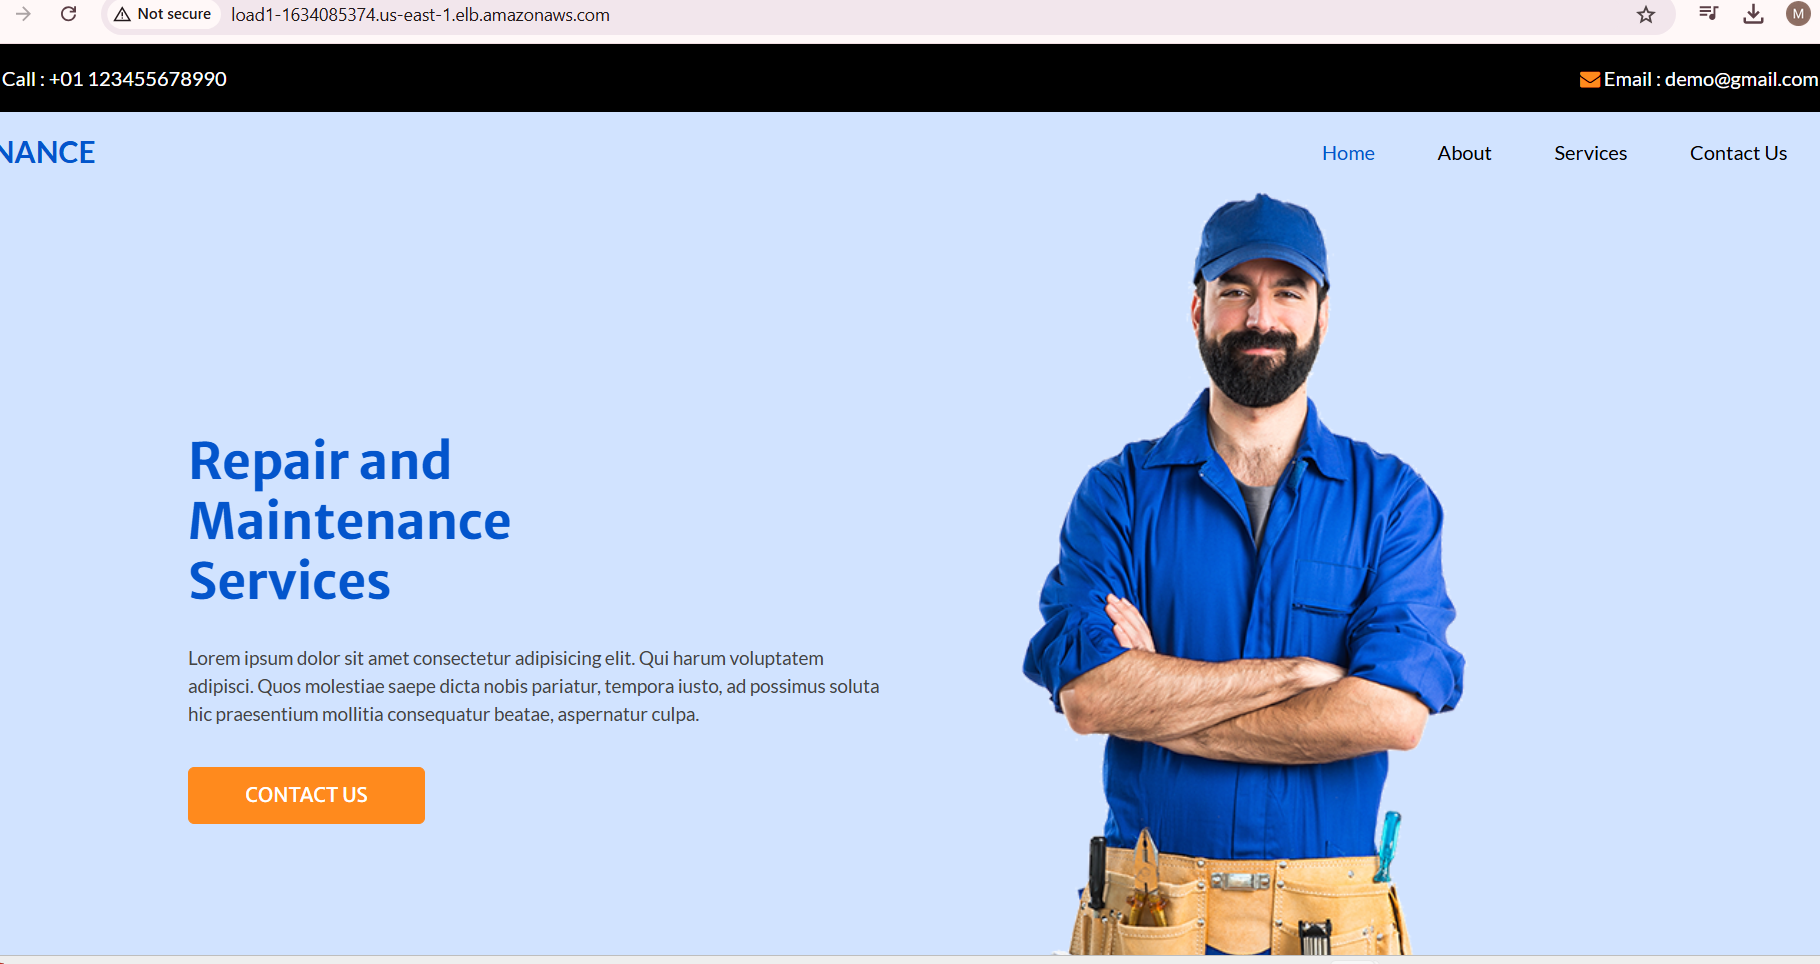 Not secure load1-1634085374.us-east-1.elb.amazonaws.com M
Call : +01 123455678990 Email : demo@gmail.com
NANCE Home About Services Contact Us
Repair and
Maintenance
Services
Lorem ipsum dolor sit amet consectetur adipisicing elit. Qui harum voluptatem
adipisci. Quos molestiae saepe dicta nobis pariatur, tempora iusto, ad possimus soluta
hic praesentium mollitia consequatur beatae, aspernatur culpa.
CONTACT US